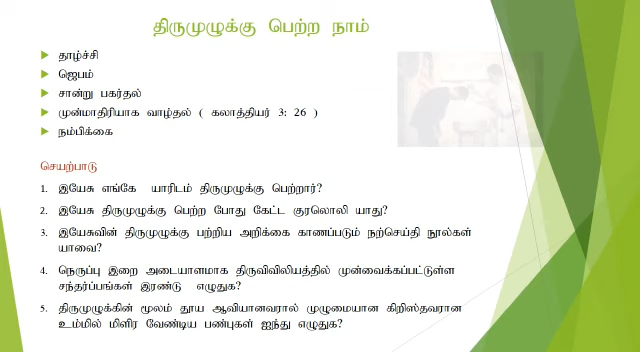 திருமுழுக்கு பெற்ற நாம்
தாழ்ச்சி
ஜெபம்
சான்று பகர்தல்
முன்மாதிரியாக வாழ்தல் ( கலாத்தியர் 3: 26 )
நம்பிக்கை
செயற்பாடு
1. இயேசு எங்கே யாரிடம் திருமுழுக்கு பெற்றார்?
2. இயேசு திருமுழுக்கு பெற்ற போது கேட்ட குரலொலி யாது?
3. இயேசுவின் திருமுழுக்கு பற்றிய அறிக்கை காணப்படும் நற்செய்தி நூல்கள்
யாவை?
4. நெருப்பு இறை அடையாளமாக திருவிவிலியத்தில் முன்வைக்கப்பட்டுள்ள
சந்தர்ப்பங்கள் இரண்டு எழுதுக?
5. திருமுழுக்கின் மூலம் தூய ஆவியானவரால் முழுமையான கிறிஸ்தவரான
உம்மில் மிளிர வேண்டிய பண்புகள் ஐந்து எழுதுக?